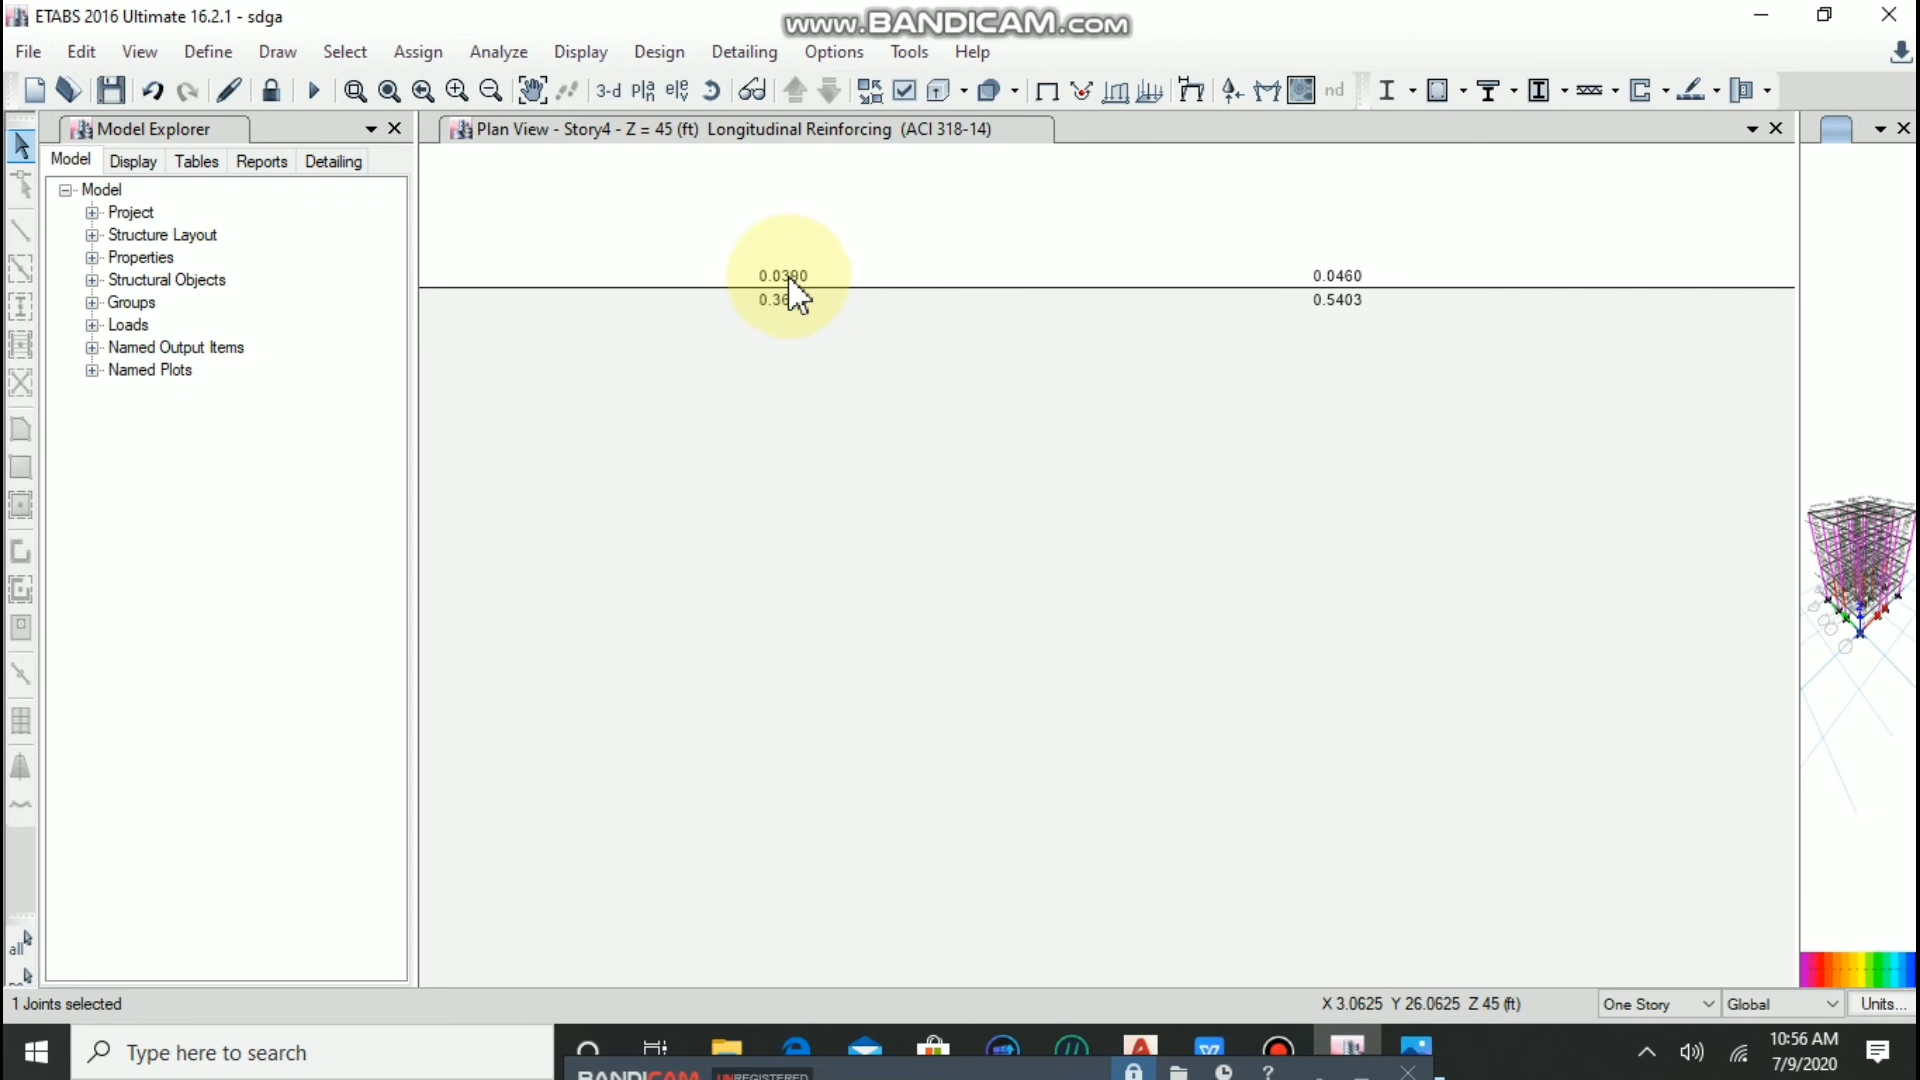 ETABS 2016 Ultimate 16.2.1 - sdga
www.BANDICAM.com
File Edit View Define Draw Select Assign Analyze Display Design Detailing Options Tools Help
3-d nd
Model Explorer
Plan View - Story4 - Z = 45 (ft) Longitudinal Reinforcing (ACI 318-14)
Model Display Tables Reports Detailing
Model
Project
Structure Layout
Properties
Structural Objects
Groups
Loads
Named Output Items
Named Plots
0.0460
0.5403
all
1 Joints selected
X 3.0625 Y 26.0625 Z 45 (ft)
One Story
Global
Units...
Type here to search
10:56 AM
7/9/2020
BANDICAM UNREGISTERED